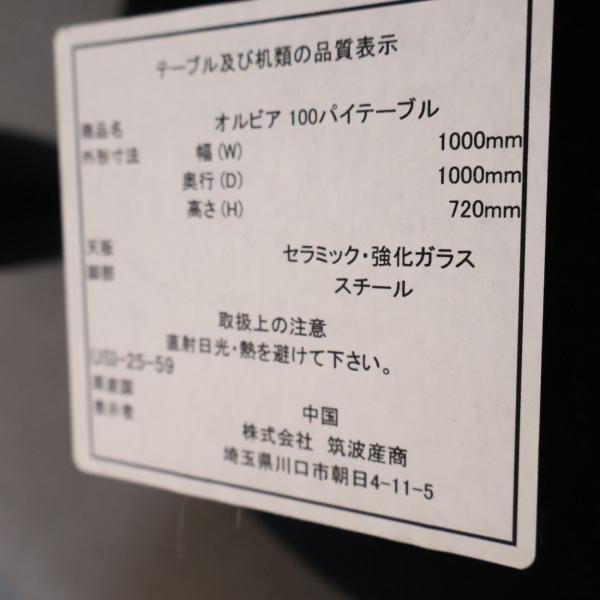 テーブル及び机類の品質表示
商品名 オルビア 100パイテーブル
外形寸法 幅(W) 1000mm
奥行(D) 1000mm
高さ(H) 720mm
天板 セラミック・強化ガラス
脚部 スチール
取扱上の注意
直射日光・熱を避けて下さい。
USI-25-59
原産国 中国
表示者 株式会社 筑波産商
埼玉県川口市朝日4-11-5